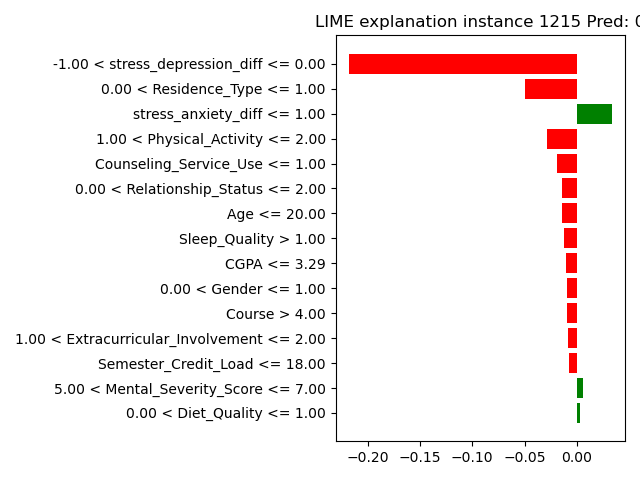 LIME explanation instance 1215 Pred: 0
-1.00 < stress_depression_diff <= 0.00
0.00 < Residence_Type <= 1.00
stress_anxiety_diff <= 1.00
1.00 < Physical_Activity <= 2.00
Counseling_Service_Use <= 1.00
0.00 < Relationship_Status <= 2.00
Age <= 20.00
Sleep_Quality > 1.00
CGPA <= 3.29
0.00 < Gender <= 1.00
Course > 4.00
1.00 < Extracurricular_Involvement <= 2.00
Semester_Credit_Load <= 18.00
5.00 < Mental_Severity_Score <= 7.00
0.00 < Diet_Quality <= 1.00
−0.20 −0.15 −0.10 −0.05 0.00